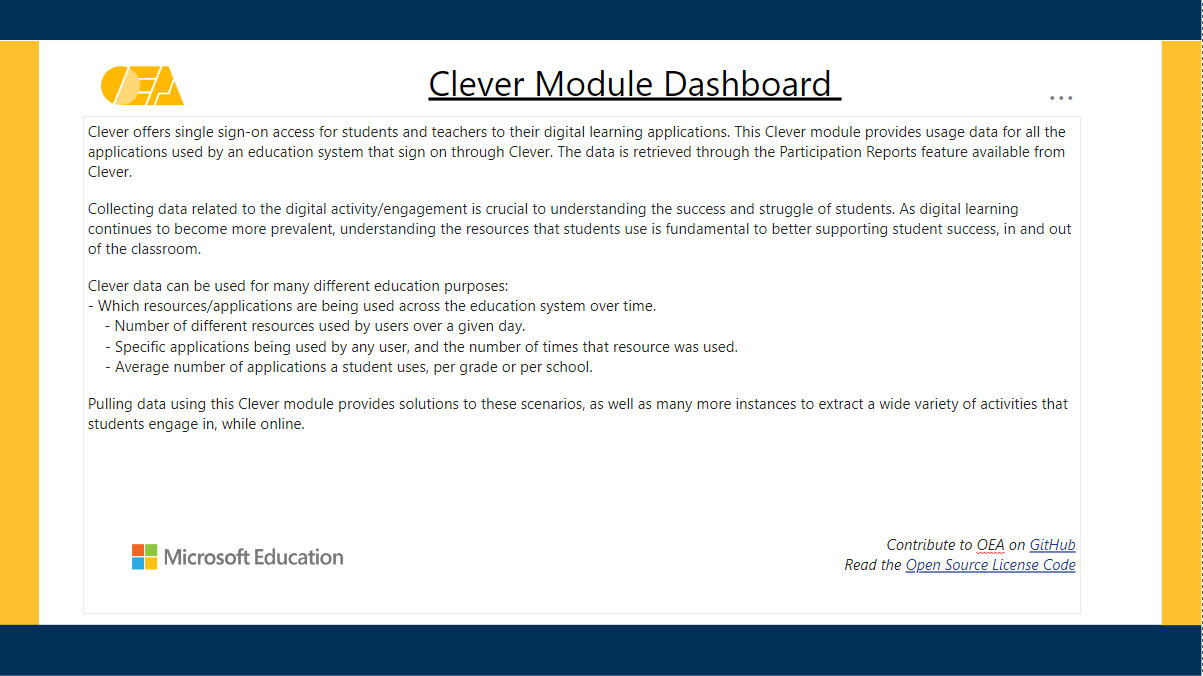 OEA
Clever Module Dashboard
Clever offers single sign-on access for students and teachers to their digital learning applications. This Clever module provides usage data for all the
applications used by an education system that sign on through Clever. The data is retrieved through the Participation Reports feature available from
Clever.
Collecting data related to the digital activity/engagement is crucial to understanding the success and struggle of students. As digital learning
continues to become more prevalent, understanding the resources that students use is fundamental to better supporting student success, in and out
of the classroom.
Clever data can be used for many different education purposes:
- Which resources/applications are being used across the education system over time.
- Number of different resources used by users over a given day.
- Specific applications being used by any user, and the number of times that resource was used.
- Average number of applications a student uses, per grade or per school.
Pulling data using this Clever module provides solutions to these scenarios, as well as many more instances to extract a wide variety of activities that
students engage in, while online.
Microsoft Education
Contribute to OEA on GitHub
Read the Open Source License Code